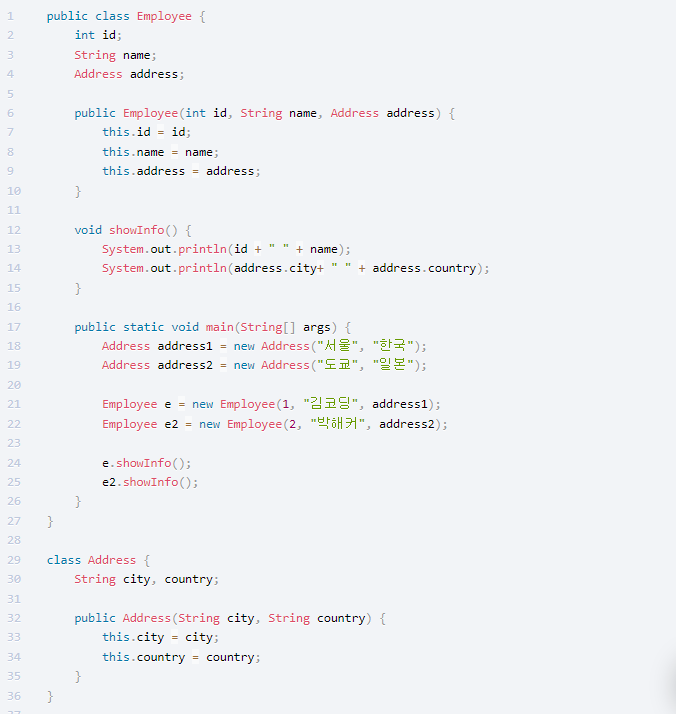 1 public class Employee {
2 int id;
3 String name;
4 Address address;
5
6 public Employee(int id, String name, Address address) {
7 this.id = id;
8 this.name = name;
9 this.address = address;
10 }
11
12 void showInfo() {
13 System.out.println(id + " " + name);
14 System.out.println(address.city+ " " + address.country);
15 }
16
17 public static void main(String[] args) {
18 Address address1 = new Address("서울", "한국");
19 Address address2 = new Address("도쿄", "일본");
20
21 Employee e = new Employee(1, "김코딩", address1);
22 Employee e2 = new Employee(2, "박해커", address2);
23
24 e.showInfo();
25 e2.showInfo();
26 }
27 }
28
29 class Address {
30 String city, country;
31
32 public Address(String city, String country) {
33 this.city = city;
34 this.country = country;
35 }
36 }